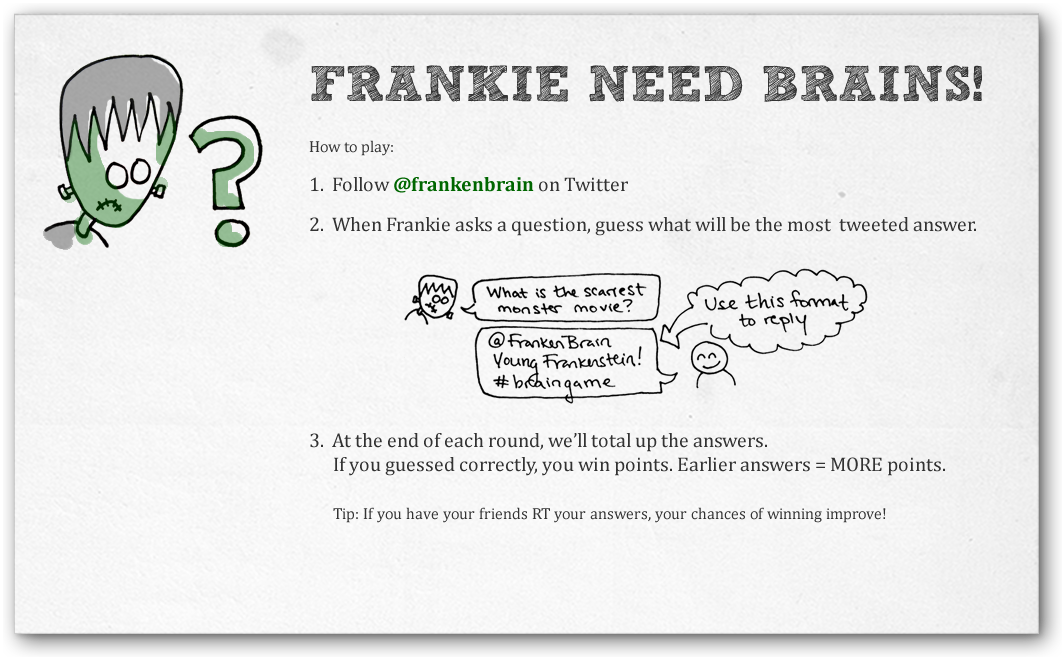 FRANKIE NEED BRAINS!
How to play:
1. Follow @frankenbrain on Twitter
2. When Frankie asks a question, guess what will be the most tweeted answer.
What is the scariest
monster movie?
Use this format
to reply
@FrankenBrain
Young Frankenstein!
#braingame
3. At the end of each round, we'll total up the answers.
If you guessed correctly, you win points. Earlier answers = MORE points.
Tip: If you have your friends RT your answers, your chances of winning improve!